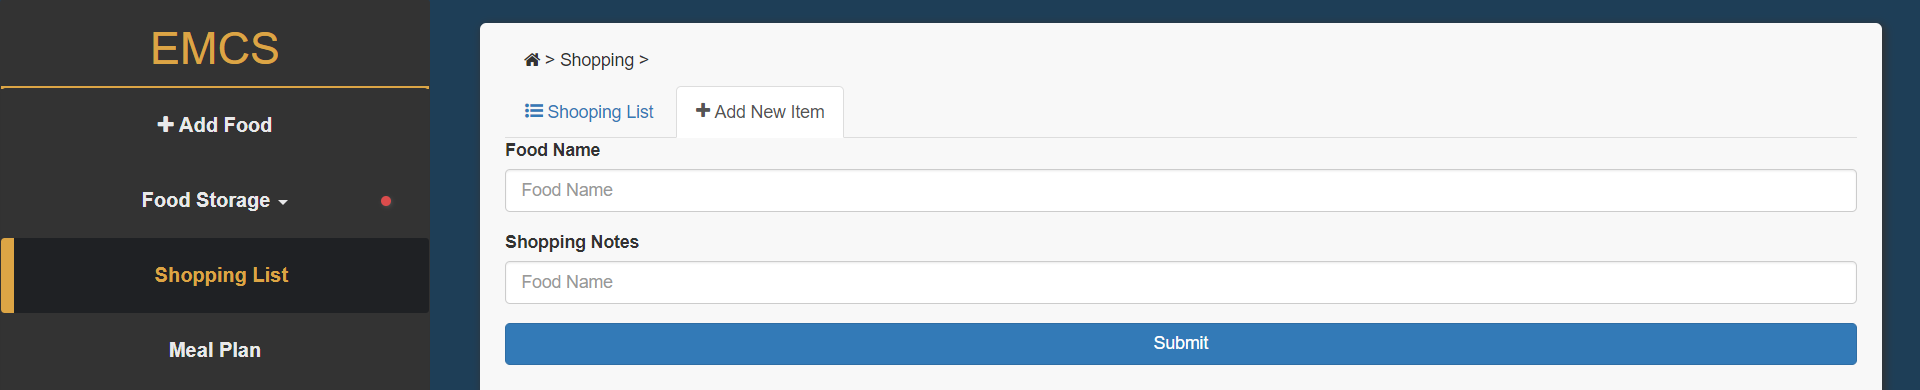 EMCS
Add Food
Food Storage
Shopping List
Meal Plan
> Shopping >
Shooping List
Add New Item
Food Name
Food Name
Shopping Notes
Food Name
Submit